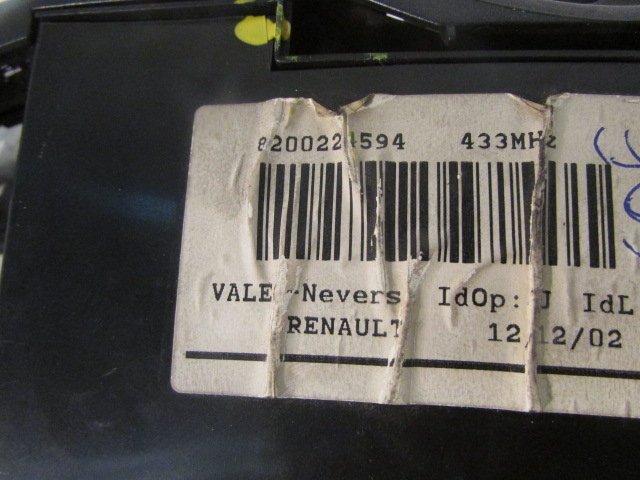 8200224594 433MHz
VALEO-Nevers IdOp: J IdL
RENAULT 12/12/02